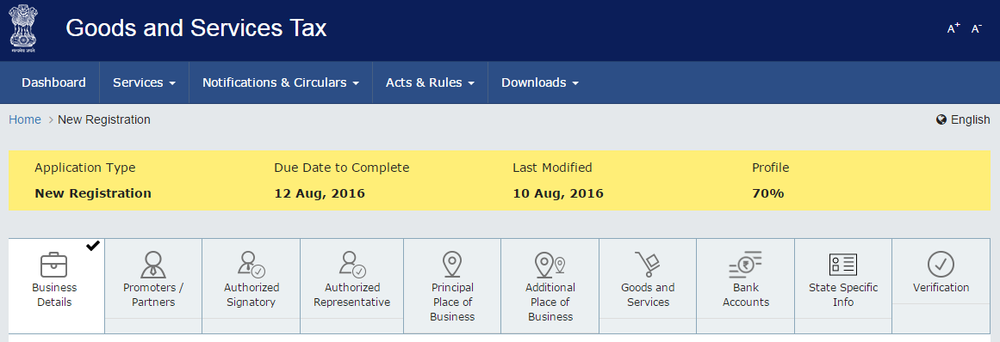 Goods and Services Tax
A+ A-
Dashboard Services Notifications & Circulars Acts & Rules Downloads
Home > New Registration English
Application Type Due Date to Complete Last Modified Profile
New Registration 12 Aug, 2016 10 Aug, 2016 70%
Business Details
Promoters / Partners
Authorized Signatory
Authorized Representative
Principal Place of Business
Additional Place of Business
Goods and Services
₹
Bank Accounts
State Specific Info
Verification